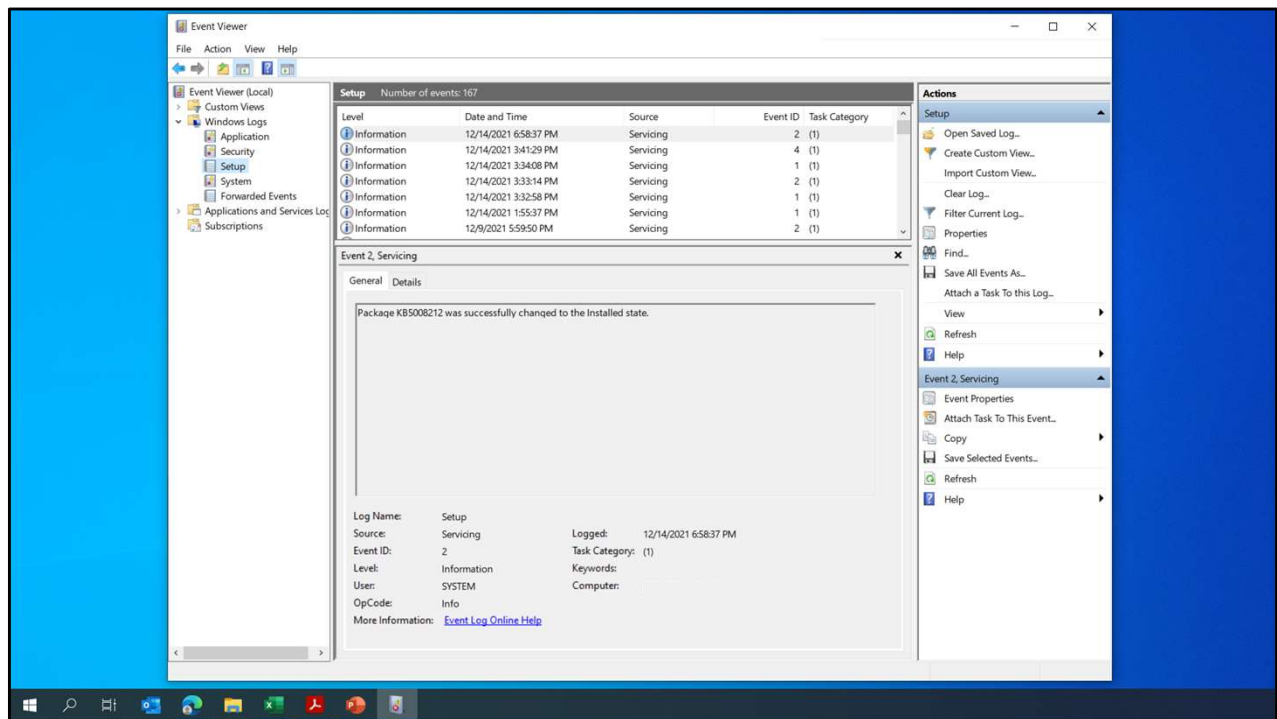 Event Viewer
File Action View Help
Event Viewer (Local)
Custom Views
Windows Logs
Application
Security
Setup
System
Forwarded Events
Applications and Services Log
Subscriptions
Setup Number of events: 167
Level Date and Time Source Event ID Task Category
Information 12/14/2021 6:58:37 PM Servicing 2 (1)
Information 12/14/2021 3:41:29 PM Servicing 4 (1)
Information 12/14/2021 3:34:08 PM Servicing 1 (1)
Information 12/14/2021 3:33:14 PM Servicing 2 (1)
Information 12/14/2021 3:32:58 PM Servicing 1 (1)
Information 12/14/2021 1:55:37 PM Servicing 1 (1)
Information 12/9/2021 5:59:50 PM Servicing 2 (1)
Event 2, Servicing
General Details
Package KB5008212 was successfully changed to the Installed state.
Log Name: Setup
Source: Servicing Logged: 12/14/2021 6:58:37 PM
Event ID: 2 Task Category: (1)
Level: Information Keywords:
User: SYSTEM Computer:
OpCode: Info
More Information: Event Log Online Help
Actions
Setup
Open Saved Log...
Create Custom View...
Import Custom View...
Clear Log...
Filter Current Log...
Properties
Find...
Save All Events As...
Attach a Task To this Log...
View
Refresh
Help
Event 2, Servicing
Event Properties
Attach Task To This Event...
Copy
Save Selected Events...
Refresh
Help